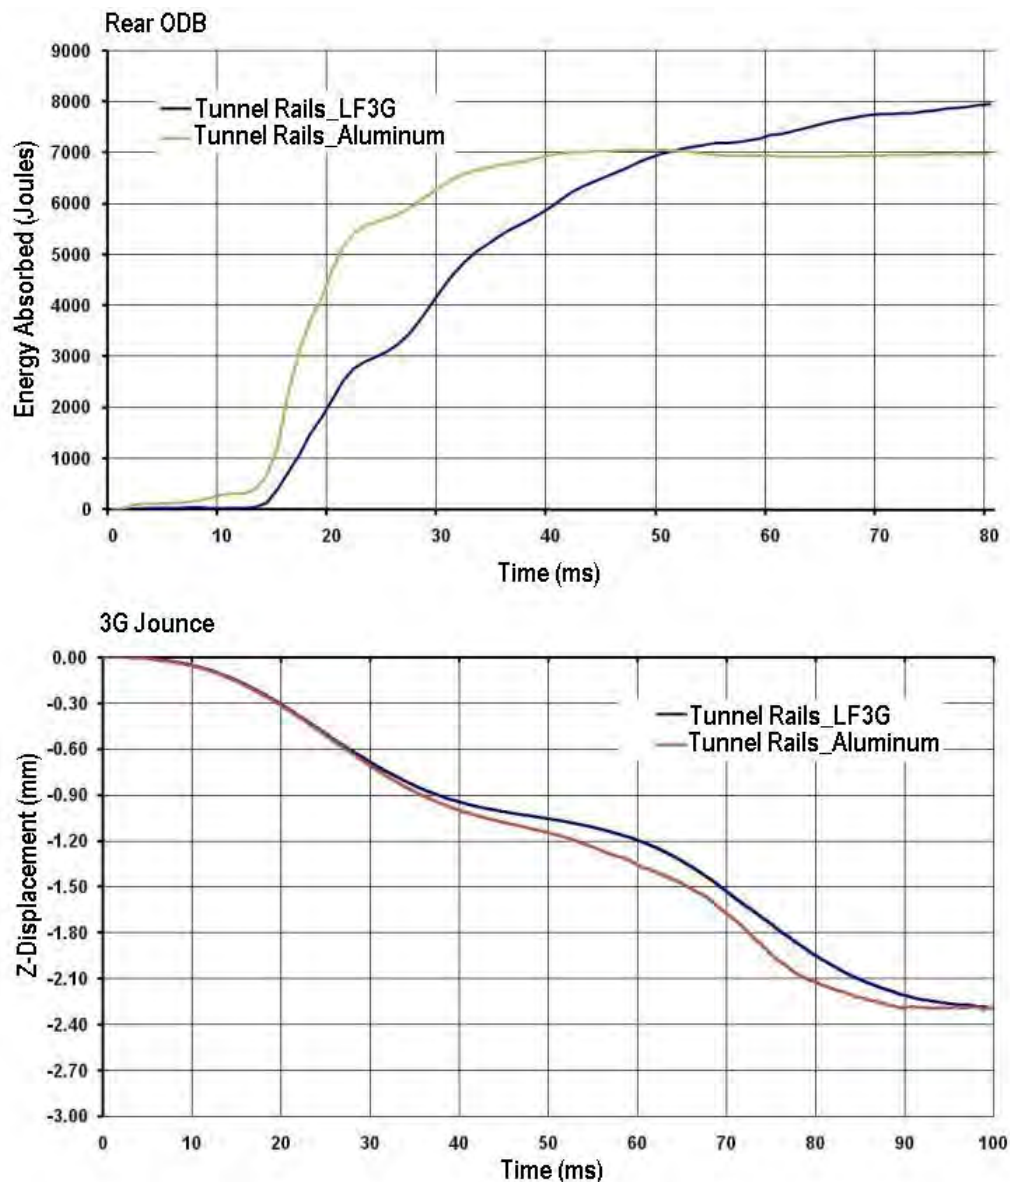 Rear ODB
9000
8000
7000
6000
5000
4000
3000
2000
1000
0
Energy Absorbed (Joules)
Tunnel Rails_LF3G
Tunnel Rails_Aluminum
0 10 20 30 40 50 60 70 80
Time (ms)
3G Jounce
0.00
-0.30
-0.60
-0.90
-1.20
-1.50
-1.80
-2.10
-2.40
-2.70
-3.00
Z-Displacement (mm)
Tunnel Rails_LF3G
Tunnel Rails_Aluminum
0 10 20 30 40 50 60 70 80 90 100
Time (ms)